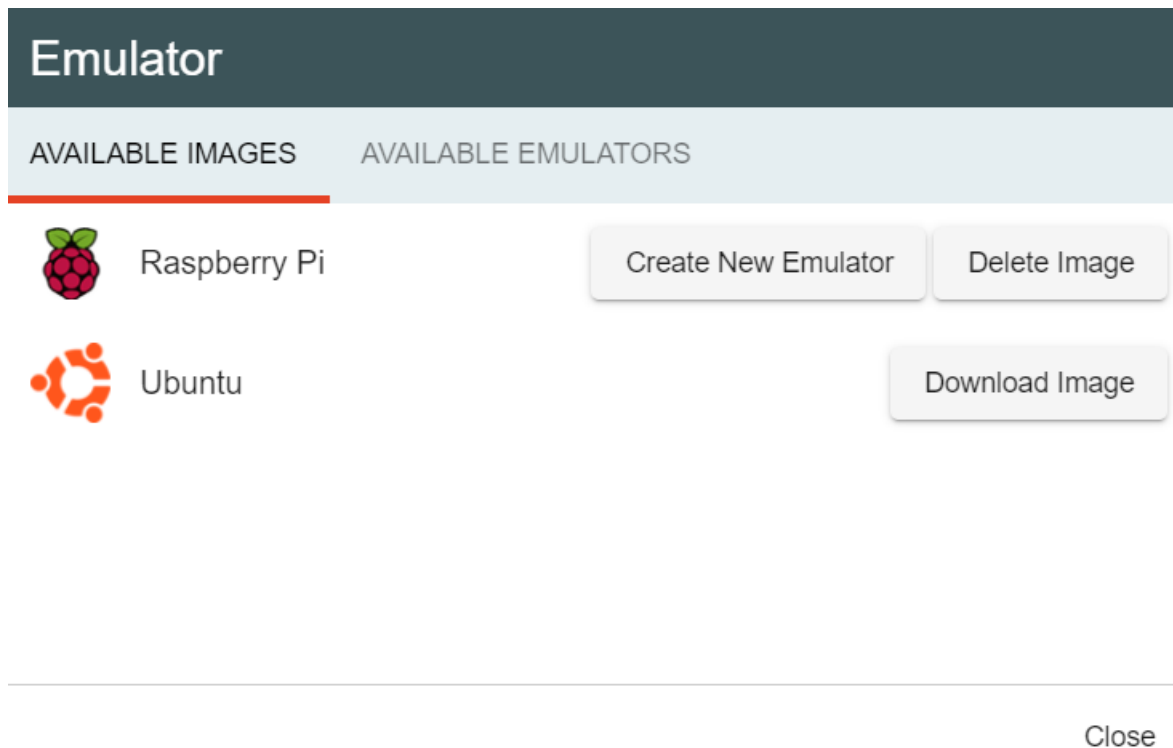 Emulator
AVAILABLE IMAGES AVAILABLE EMULATORS
Raspberry Pi Create New Emulator Delete Image
Ubuntu Download Image
Close